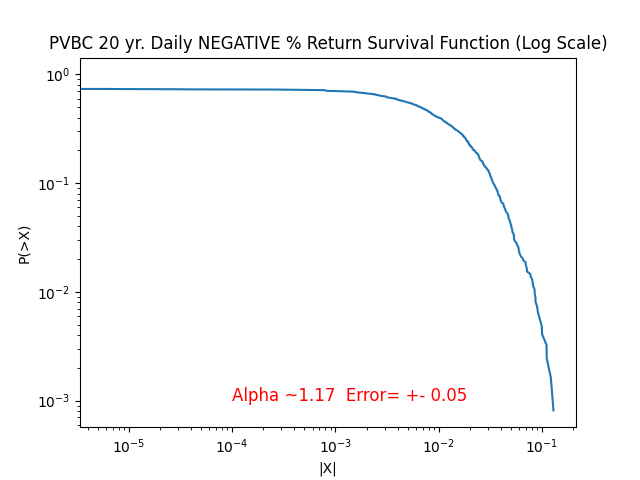 PVBC 20 yr. Daily NEGATIVE % Return Survival Function (Log Scale)
10⁰
10⁻¹
P(>X)
10⁻²
Alpha ~1.17  Error= +- 0.05
10⁻³
10⁻⁵ 10⁻⁴ 10⁻³ 10⁻² 10⁻¹
|X|